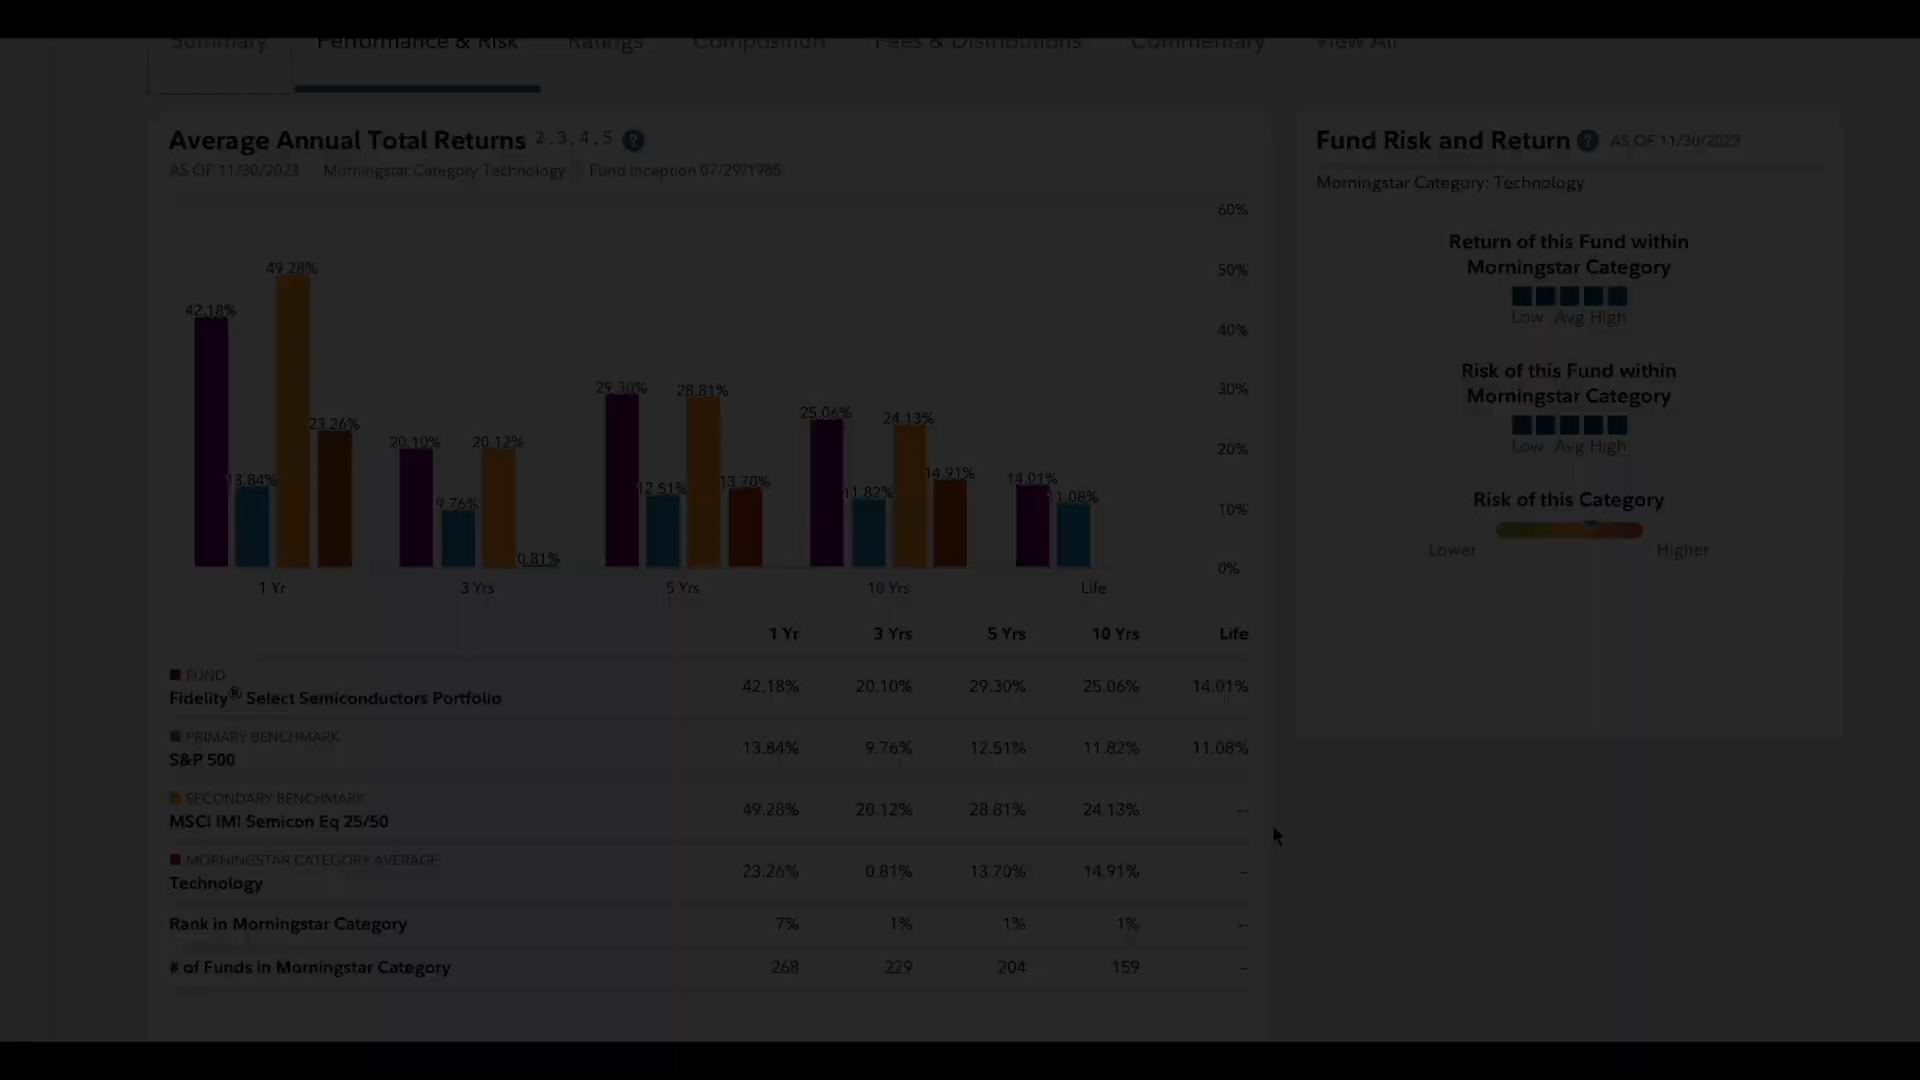 Summary Performance & Risk Ratings Composition Fees & Distributions Commentary View All
Average Annual Total Returns 2, 3, 4, 5 ?
AS OF 11/30/2023 Morningstar Category Technology Fund Inception 07/29/1985
60%
50%
40%
30%
20%
10%
0%
42.18%
13.84%
49.28%
23.26%
20.10%
9.76%
20.12%
0.81%
29.30%
12.51%
28.81%
13.70%
25.06%
11.82%
24.13%
14.91%
14.01%
11.08%
1 Yr 3 Yrs 5 Yrs 10 Yrs Life
1 Yr 3 Yrs 5 Yrs 10 Yrs Life
FUND
Fidelity® Select Semiconductors Portfolio 42.18% 20.10% 29.30% 25.06% 14.01%
PRIMARY BENCHMARK
S&P 500 13.84% 9.76% 12.51% 11.82% 11.08%
SECONDARY BENCHMARK
MSCI IMI Semicon Eq 25/50 49.28% 20.12% 28.81% 24.13% --
MORNINGSTAR CATEGORY AVERAGE
Technology 23.26% 0.81% 13.70% 14.91% --
Rank in Morningstar Category 7% 1% 1% 1% --
# of Funds in Morningstar Category 268 229 204 159 --
Fund Risk and Return ? AS OF 11/30/2023
Morningstar Category: Technology
Return of this Fund within
Morningstar Category
Low Avg High
Risk of this Fund within
Morningstar Category
Low Avg High
Risk of this Category
Lower Higher